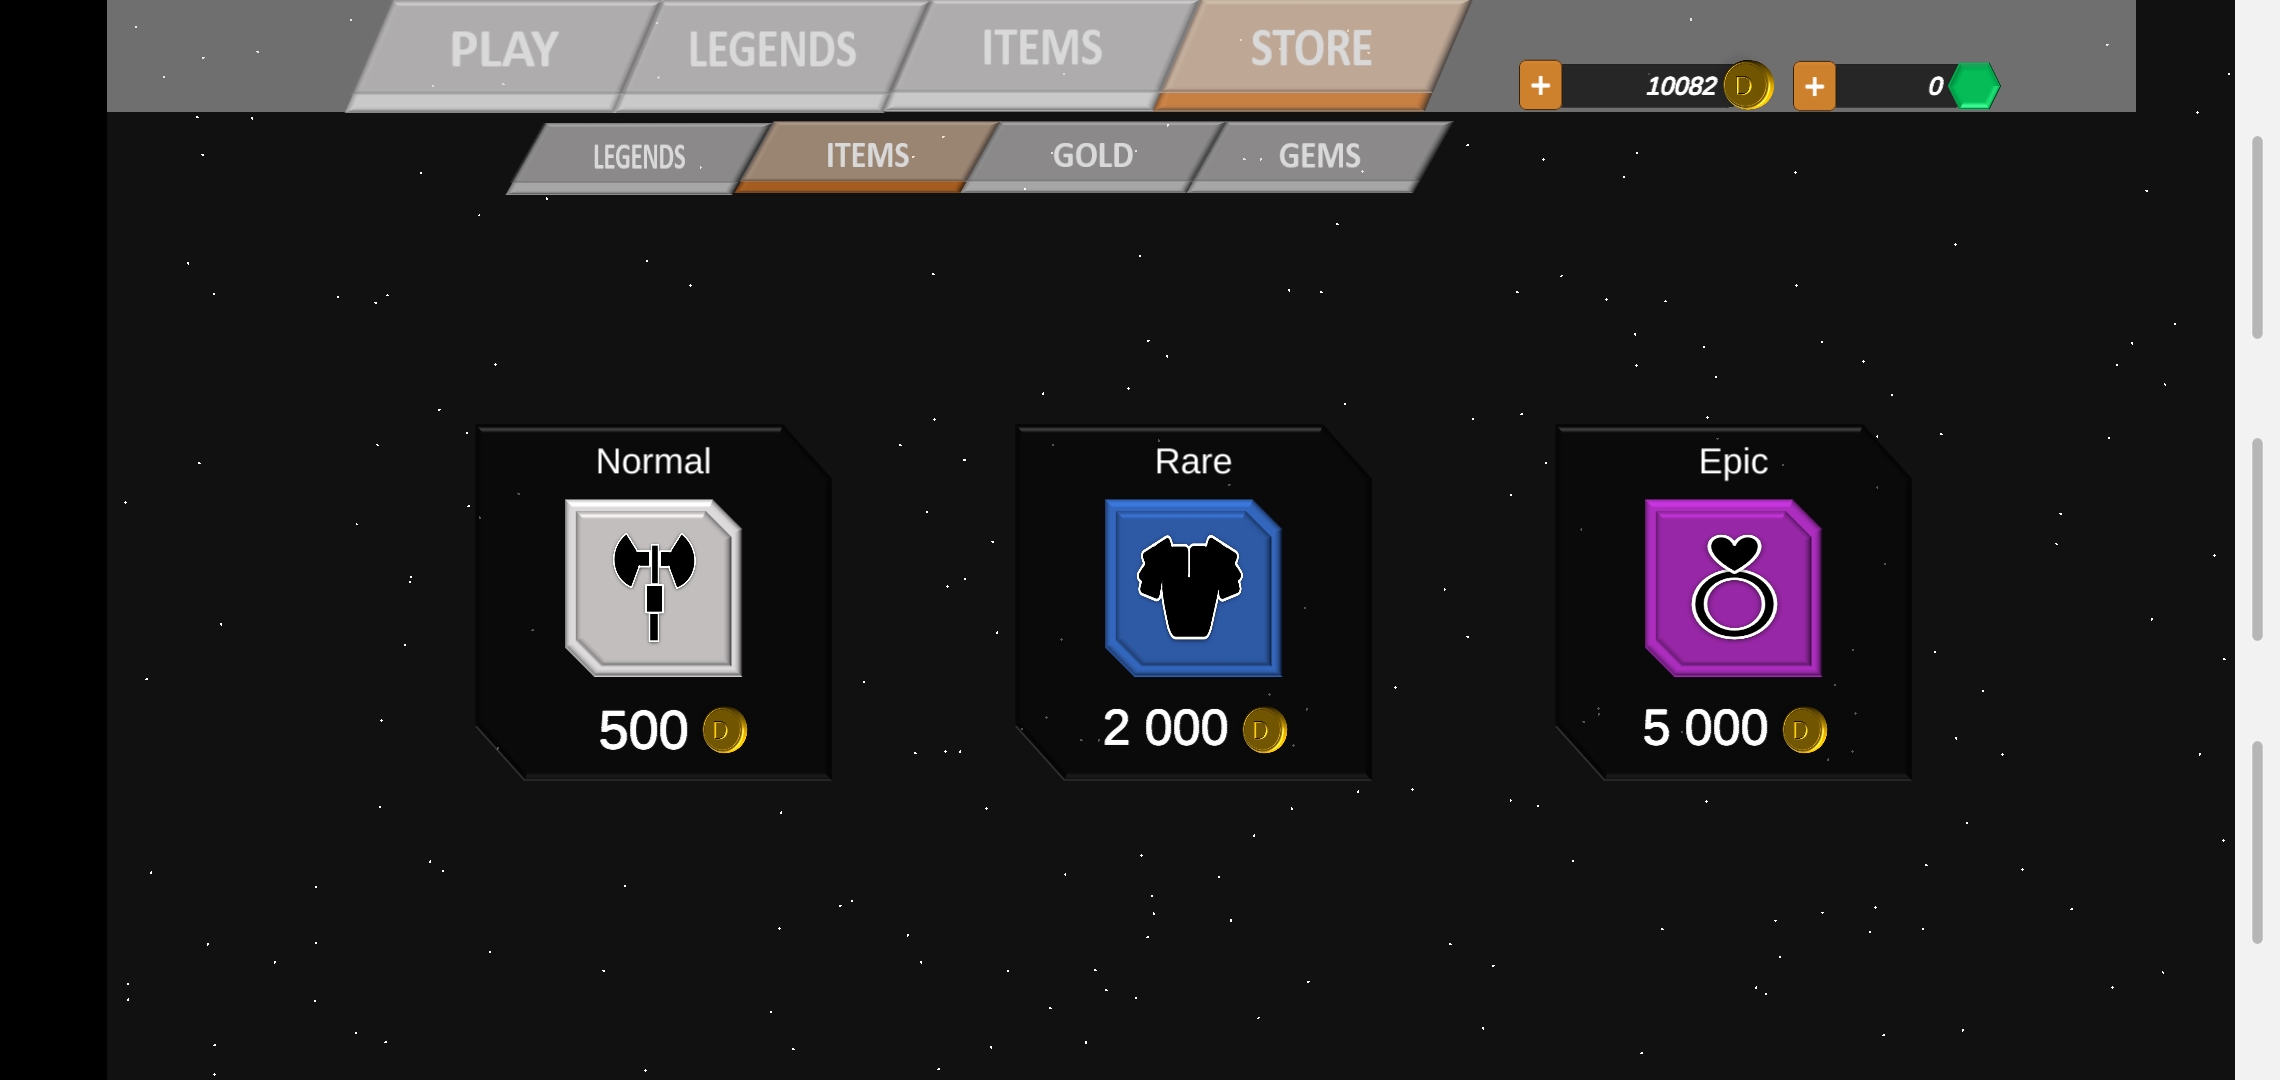 PLAY LEGENDS ITEMS STORE
+ 10082 D + 0
LEGENDS ITEMS GOLD GEMS
Normal Rare Epic
500 D 2 000 D 5 000 D